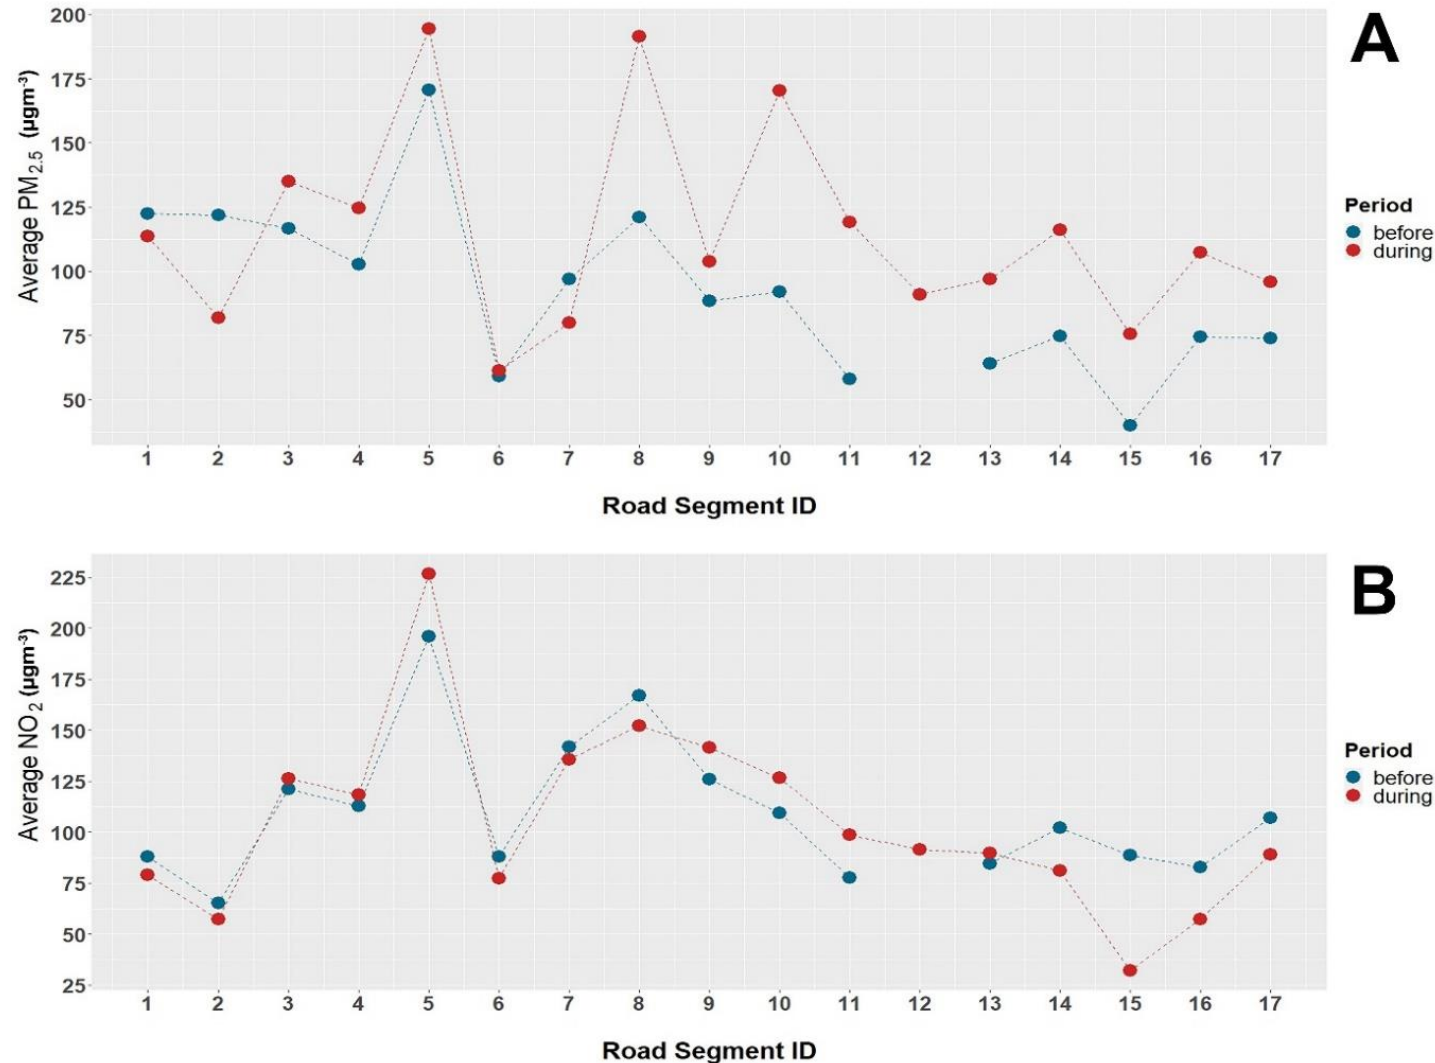 A
200
175
150
125
100
75
50
Average PM2.5 (µgm-3)
1 2 3 4 5 6 7 8 9 10 11 12 13 14 15 16 17
Road Segment ID
Period
before
during
B
225
200
175
150
125
100
75
50
25
Average NO2 (µgm-3)
1 2 3 4 5 6 7 8 9 10 11 12 13 14 15 16 17
Road Segment ID
Period
before
during